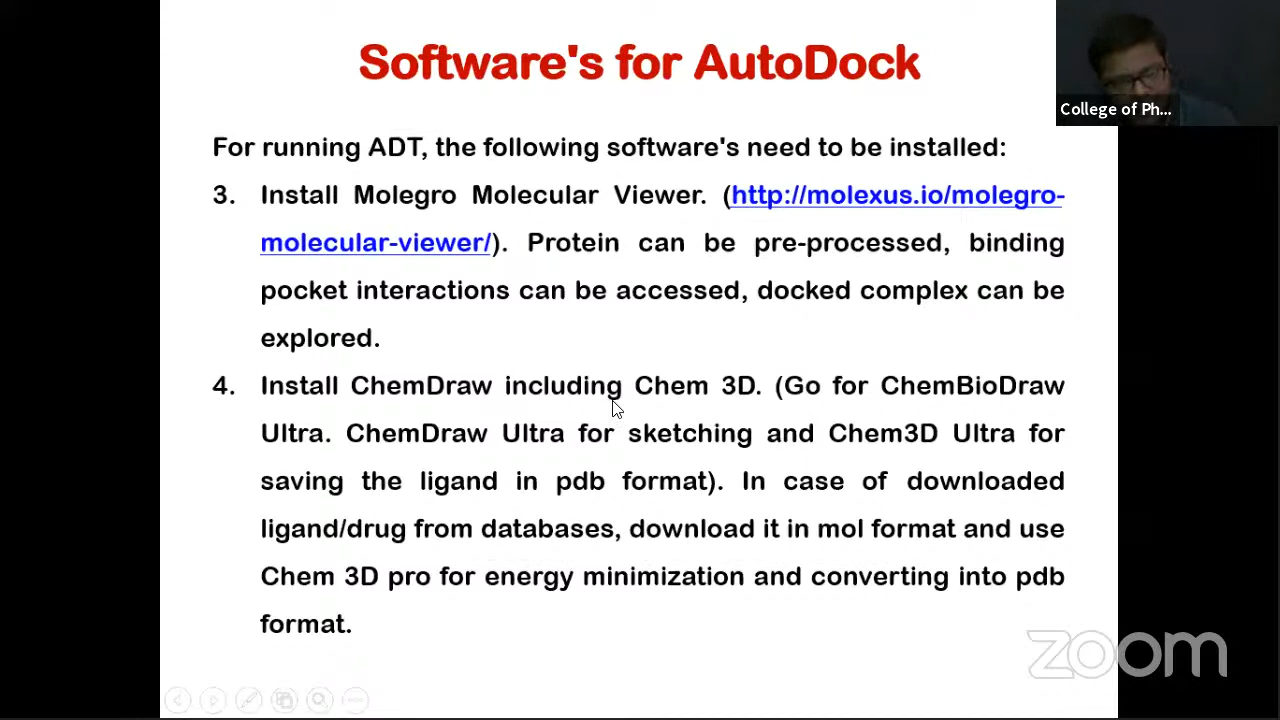 Software's for AutoDock
College of Ph...
For running ADT, the following software's need to be installed:
3. Install Molegro Molecular Viewer. (http://molexus.io/molegro-
molecular-viewer/). Protein can be pre-processed, binding
pocket interactions can be accessed, docked complex can be
explored.
4. Install ChemDraw including Chem 3D. (Go for ChemBioDraw
Ultra. ChemDraw Ultra for sketching and Chem3D Ultra for
saving the ligand in pdb format). In case of downloaded
ligand/drug from databases, download it in mol format and use
Chem 3D pro for energy minimization and converting into pdb
format.
zoom